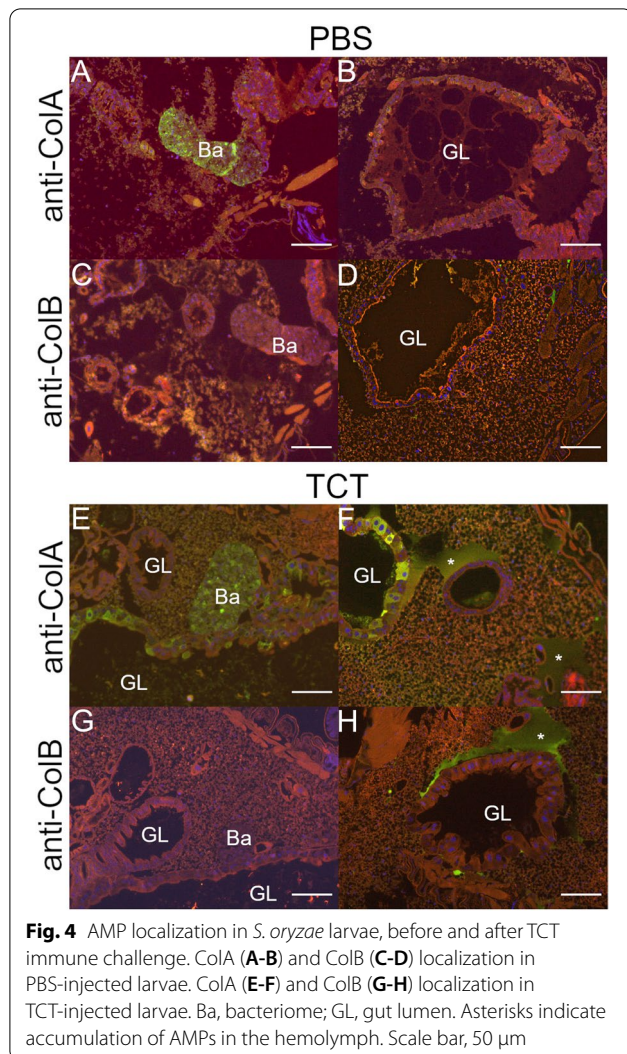 PBS
anti-ColA
A
Ba
B
GL
anti-ColB
C
Ba
D
GL
TCT
anti-ColA
E
GL
Ba
GL
F
GL
*
*
anti-ColB
G
GL
Ba
GL
H
*
GL
Fig. 4 AMP localization in S. oryzae larvae, before and after TCT
immune challenge. ColA (A-B) and ColB (C-D) localization in
PBS-injected larvae. ColA (E-F) and ColB (G-H) localization in
TCT-injected larvae. Ba, bacteriome; GL, gut lumen. Asterisks indicate
accumulation of AMPs in the hemolymph. Scale bar, 50 μm